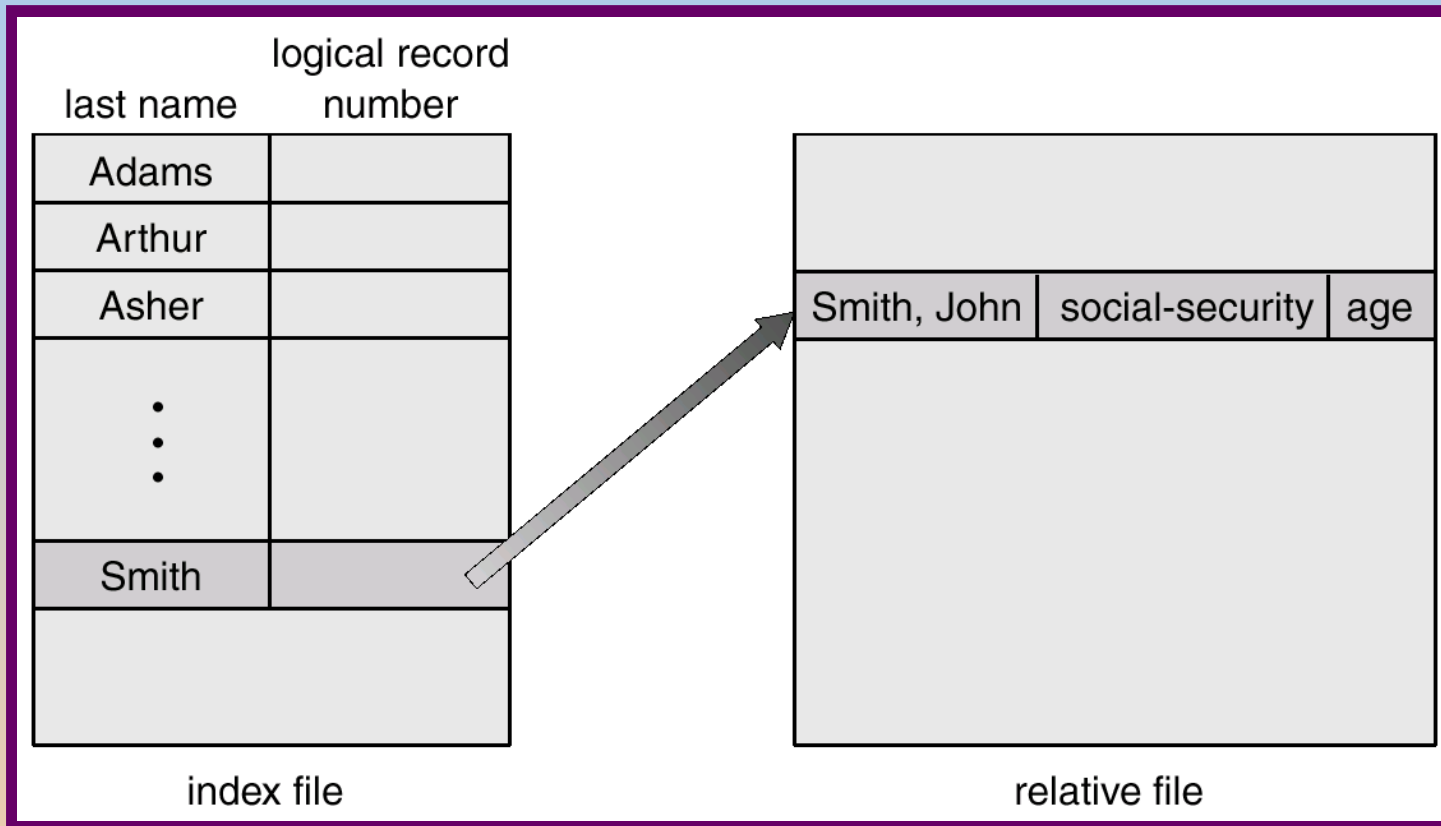 logical record
last name number
Adams
Arthur
Asher
Smith
Smith, John social-security age
index file
relative file